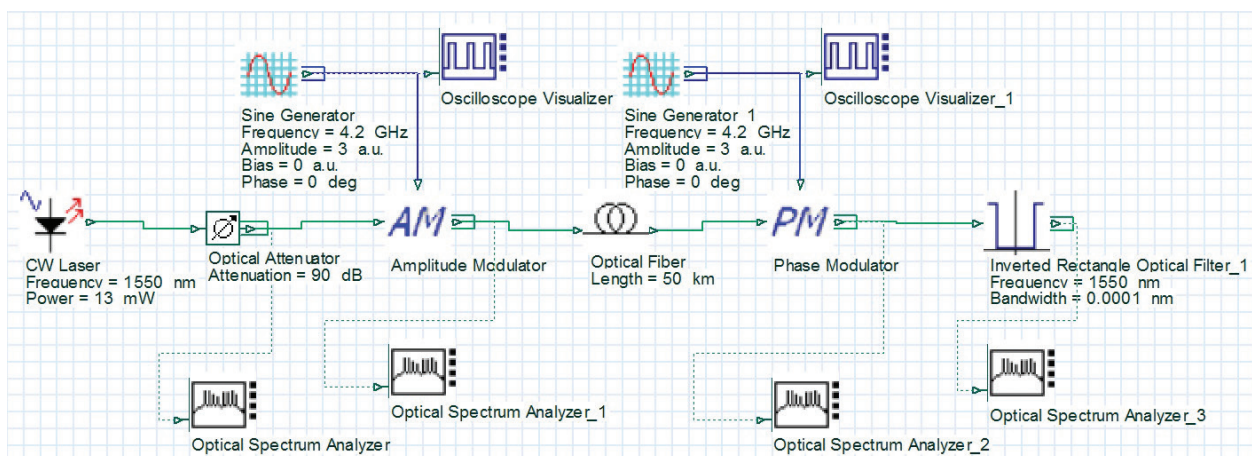 Oscilloscope Visualizer
Oscilloscope Visualizer_1
Sine Generator
Frequency = 4.2 GHz
Amplitude = 3 a.u.
Bias = 0 a.u.
Phase = 0 deg
Sine Generator_1
Frequency = 4.2 GHz
Amplitude = 3 a.u.
Bias = 0 a.u.
Phase = 0 deg
CW Laser
Frequency = 1550 nm
Power = 13 mW
Optical Attenuator
Attenuation = 90 dB
AM
Amplitude Modulator
Optical Fiber
Length = 50 km
PM
Phase Modulator
Inverted Rectangle Optical Filter_1
Frequency = 1550 nm
Bandwidth = 0.0001 nm
Optical Spectrum Analyzer
Optical Spectrum Analyzer_1
Optical Spectrum Analyzer_2
Optical Spectrum Analyzer_3